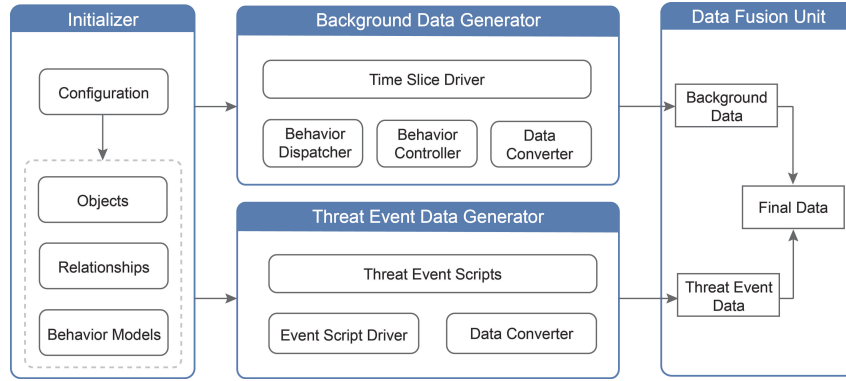 Initializer
Configuration
Objects
Relationships
Behavior Models
Background Data Generator
Time Slice Driver
Behavior
Dispatcher
Behavior
Controller
Data
Converter
Threat Event Data Generator
Threat Event Scripts
Event Script Driver
Data Converter
Data Fusion Unit
Background
Data
Final Data
Threat Event
Data